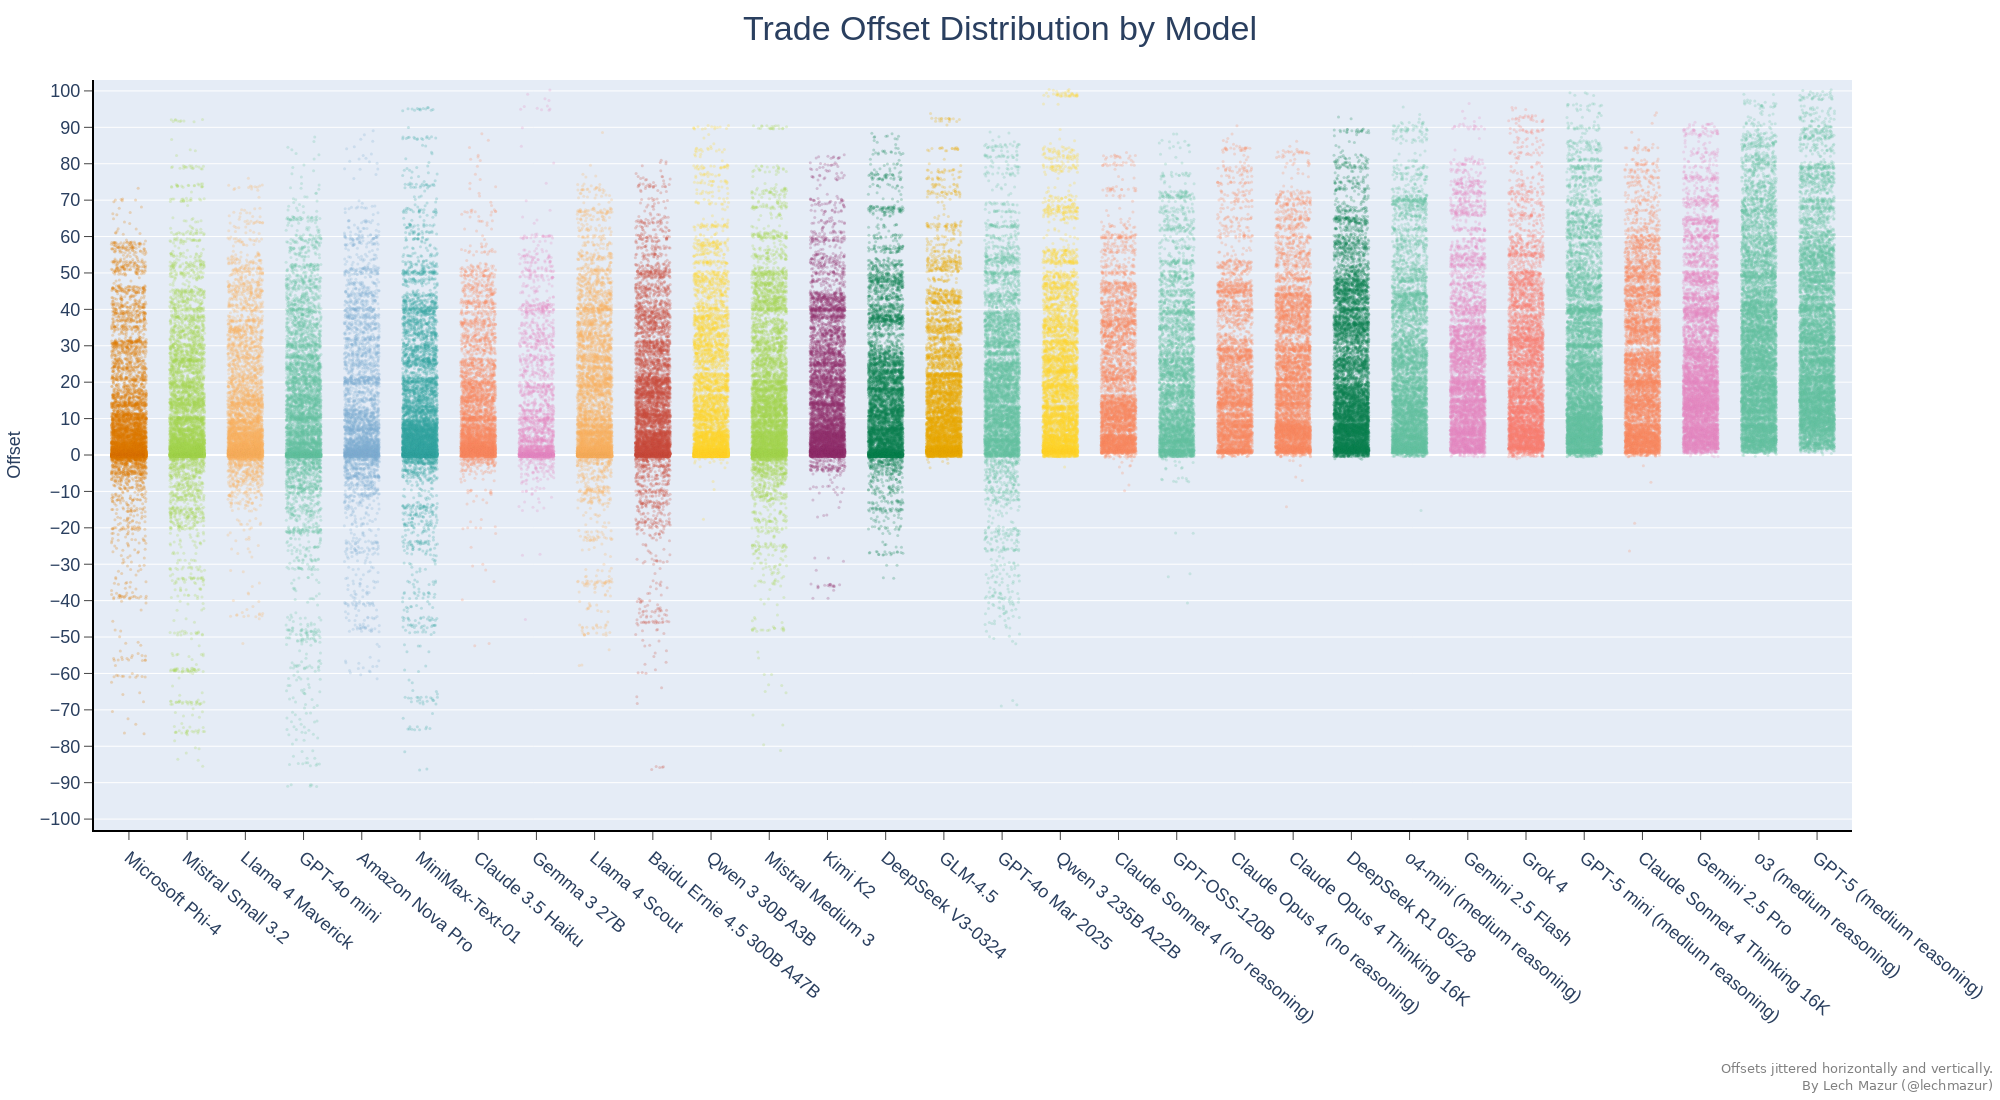 Trade Offset Distribution by Model
Offset
100
90
80
70
60
50
40
30
20
10
0
−10
−20
−30
−40
−50
−60
−70
−80
−90
−100
Microsoft Phi-4
Mistral Small 3.2
Llama 4 Maverick
GPT-4o mini
Amazon Nova Pro
MiniMax-Text-01
Claude 3.5 Haiku
Gemma 3 27B
Llama 4 Scout
Baidu Ernie 4.5 300B A47B
Qwen 3 30B A3B
Mistral Medium 3
Kimi K2
DeepSeek V3-0324
GLM-4.5
GPT-4o Mar 2025
Qwen 3 235B A22B
Claude Sonnet 4 (no reasoning)
GPT-OSS-120B
Claude Opus 4 (no reasoning)
Claude Opus 4 Thinking 16K
DeepSeek R1 05/28
o4-mini (medium reasoning)
Gemini 2.5 Flash
Grok 4
GPT-5 mini (medium reasoning)
Claude Sonnet 4 Thinking 16K
Gemini 2.5 Pro
o3 (medium reasoning)
GPT-5 (medium reasoning)
Offsets jittered horizontally and vertically.
By Lech Mazur (@lechmazur)